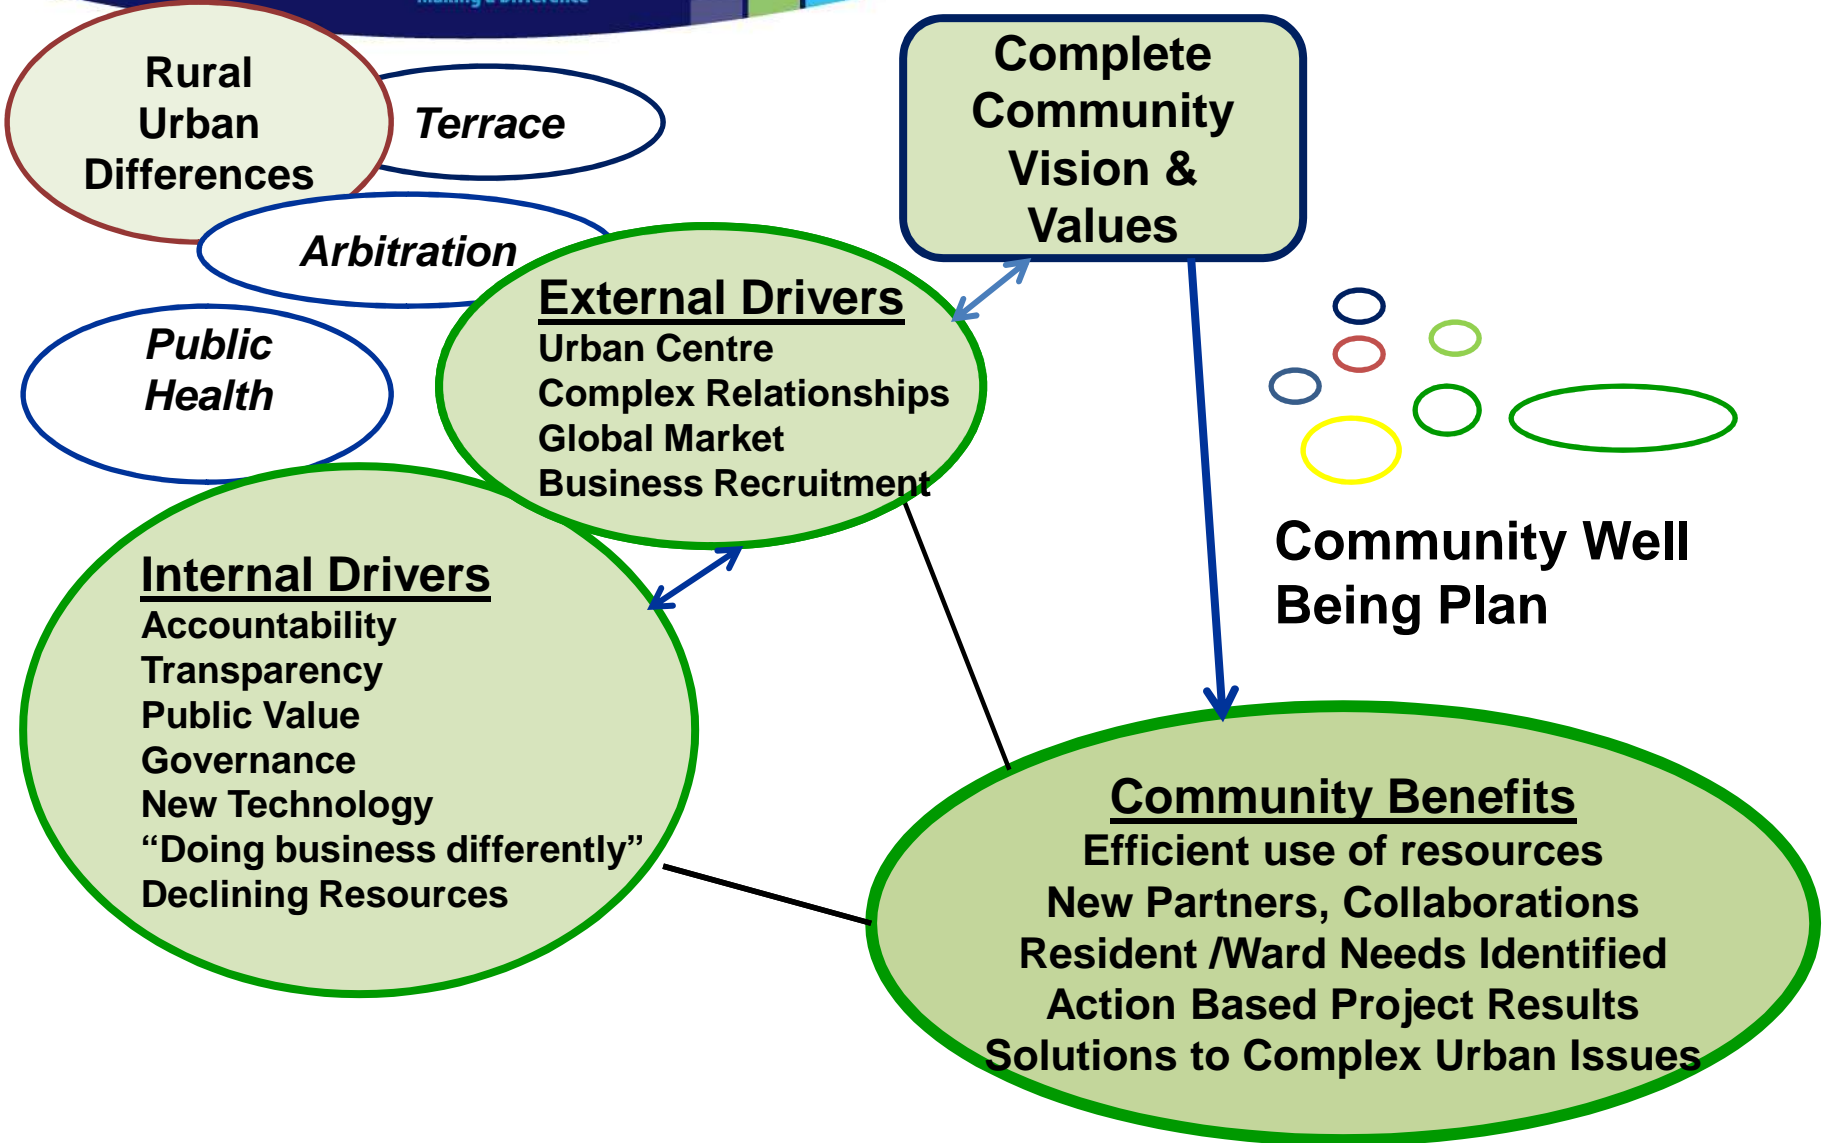 Making a Difference
Rural
Urban
Differences
Terrace
Arbitration
Public
Health
Complete
Community
Vision &
Values
External Drivers
Urban Centre
Complex Relationships
Global Market
Business Recruitment
Internal Drivers
Accountability
Transparency
Public Value
Governance
New Technology
“Doing business differently”
Declining Resources
Community Well
Being Plan
Community Benefits
Efficient use of resources
New Partners, Collaborations
Resident /Ward Needs Identified
Action Based Project Results
Solutions to Complex Urban Issues